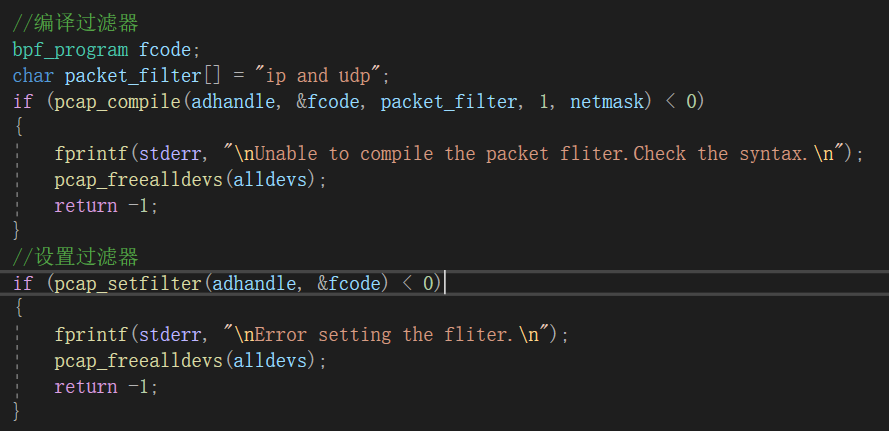 //编译过滤器
bpf_program fcode;
char packet_filter[] = "ip and udp";
if (pcap_compile(adhandle, &fcode, packet_filter, 1, netmask) < 0)
{
fprintf(stderr, "\nUnable to compile the packet fliter.Check the syntax.\n");
pcap_freealldevs(alldevs);
return -1;
}
//设置过滤器
if (pcap_setfilter(adhandle, &fcode) < 0)
{
fprintf(stderr, "\nError setting the fliter.\n");
pcap_freealldevs(alldevs);
return -1;
}